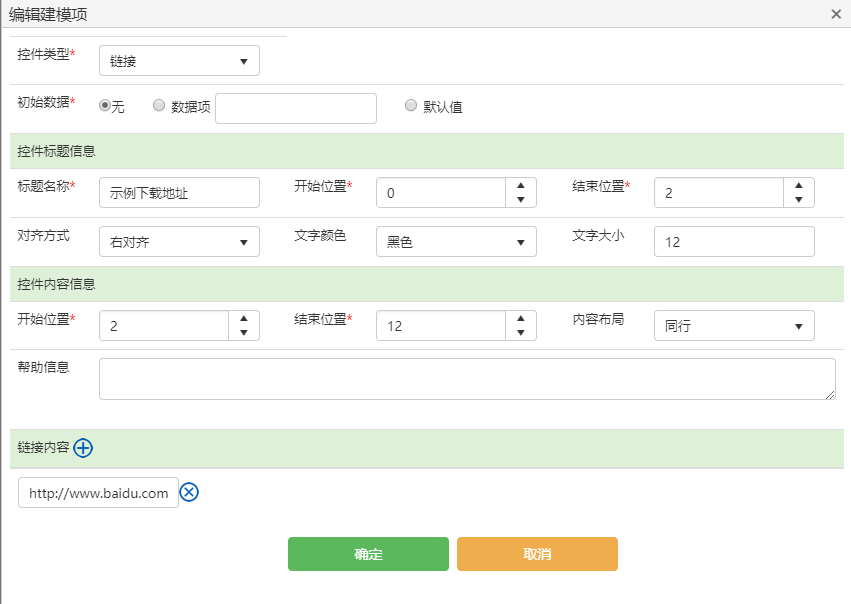 编辑建模项
控件类型* 链接
初始数据* 无 数据项 默认值
控件标题信息
标题名称* 示例下载地址 开始位置* 0 结束位置* 2
对齐方式 右对齐 文字颜色 黑色 文字大小 12
控件内容信息
开始位置* 2 结束位置* 12 内容布局 同行
帮助信息
链接内容
http://www.baidu.com
确定 取消